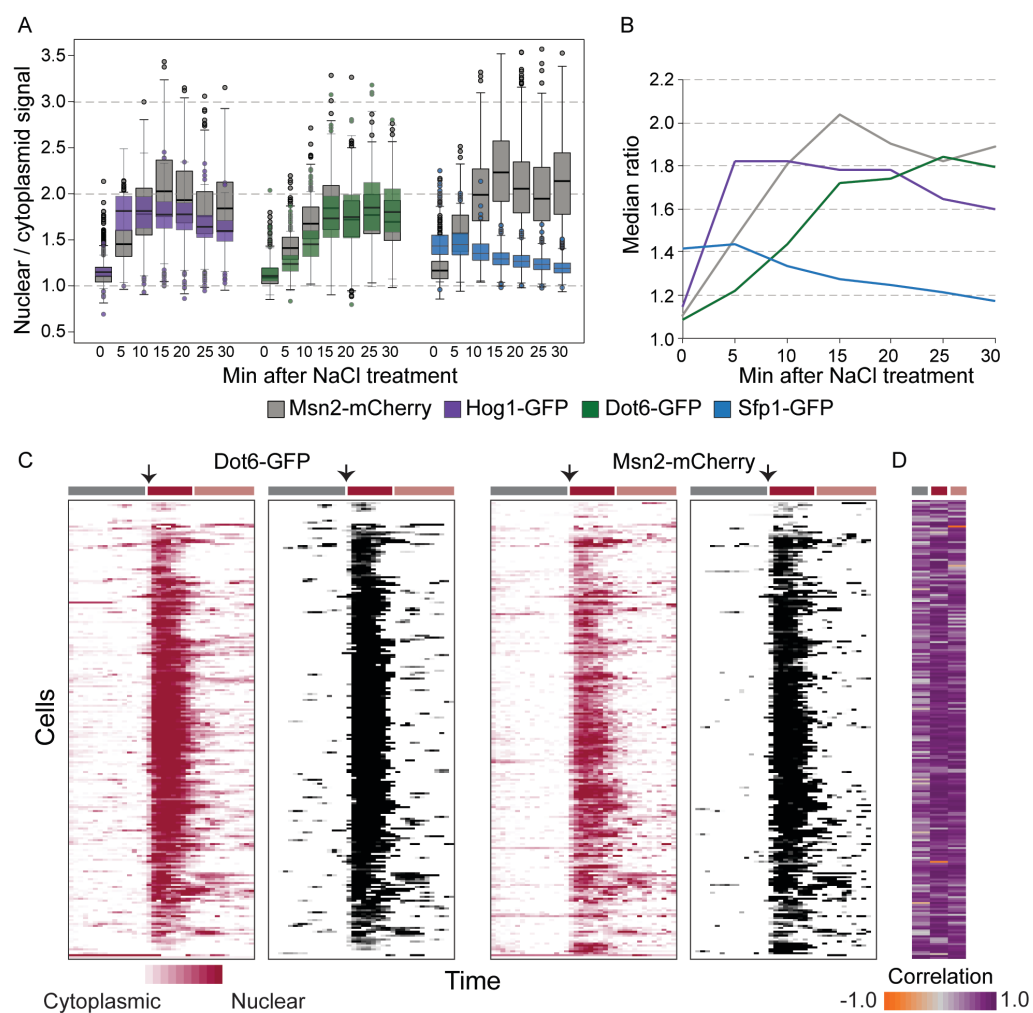 A
Nuclear / cytoplasmid signal
3.5
3.0
2.5
2.0
1.5
1.0
0.5
0 5 10 15 20 25 30 0 5 10 15 20 25 30 0 5 10 15 20 25 30
Min after NaCl treatment
B
Median ratio
2.2
2.0
1.8
1.6
1.4
1.2
1.0
0 5 10 15 20 25 30
Min after NaCl treatment
Msn2-mCherry Hog1-GFP Dot6-GFP Sfp1-GFP
C
Dot6-GFP Msn2-mCherry
Cells
Time
Cytoplasmic Nuclear
D
Correlation
-1.0 1.0